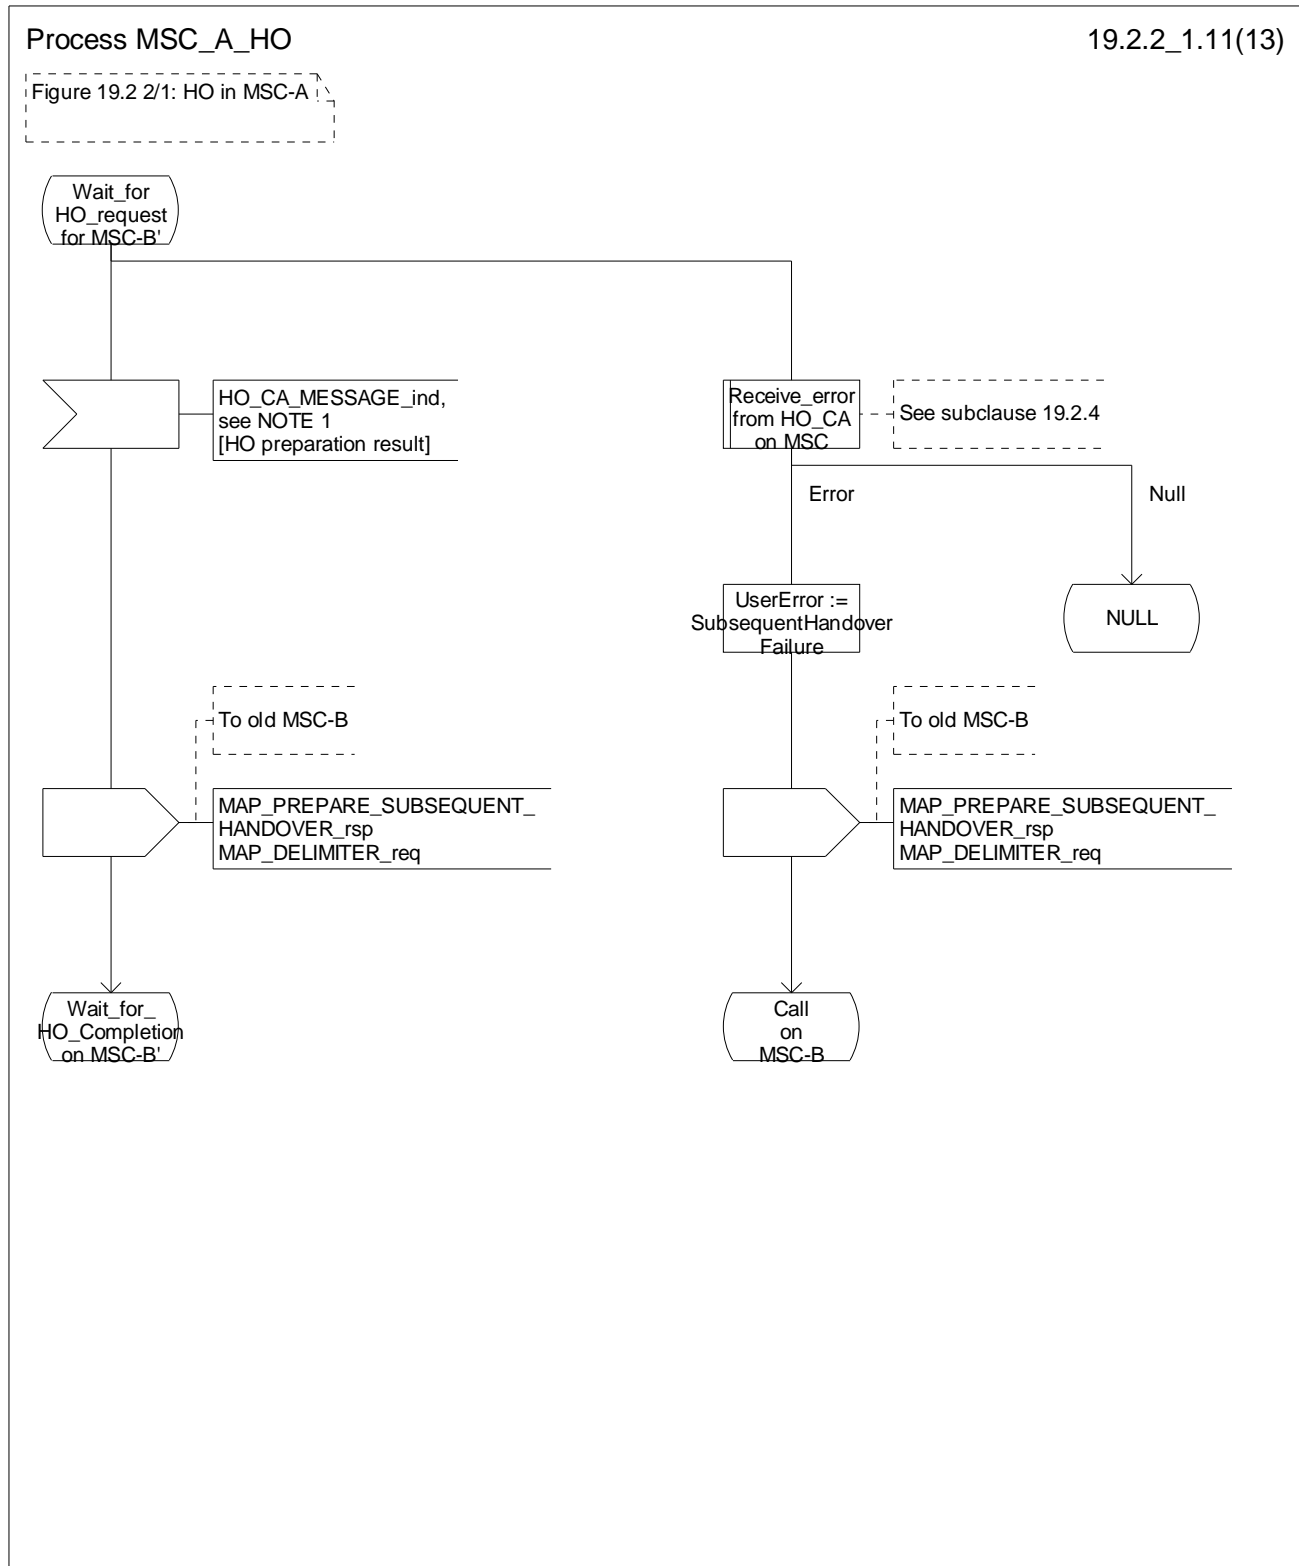 Process MSC_A_HO
19.2.2_1.11(13)
Figure 19.2 2/1: HO in MSC-A
Wait_for
HO_request
for MSC-B'
HO_CA_MESSAGE_ind,
see NOTE 1
[HO preparation result]
Receive_error
from HO_CA
on MSC
See subclause 19.2.4
Error
Null
UserError :=
SubsequentHandover
Failure
NULL
To old MSC-B
To old MSC-B
MAP_PREPARE_SUBSEQUENT_
HANDOVER_rsp
MAP_DELIMITER_req
MAP_PREPARE_SUBSEQUENT_
HANDOVER_rsp
MAP_DELIMITER_req
Wait_for_
HO_Completion
on MSC-B'
Call
on
MSC-B